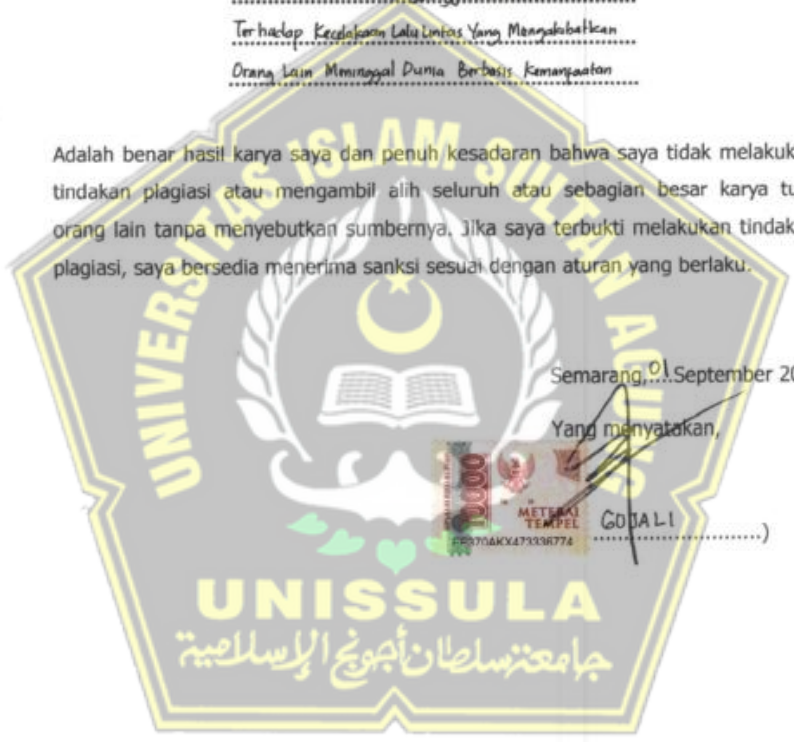 Terhadap Kecelakaan Lalu Lintas Yang Mengakibatkan
Orang Lain Meninggal Dunia Berbasis Kemanfaatan
Adalah benar hasil karya saya dan penuh kesadaran bahwa saya tidak melakuk
tindakan plagiasi atau mengambil alih seluruh atau sebagian besar karya tu
orang lain tanpa menyebutkan sumbernya. Jika saya terbukti melakukan tindak
plagiasi, saya bersedia menerima sanksi sesuai dengan aturan yang berlaku.
Semarang, 01 September 20
Yang menyatakan,
10000
METERAI
TEMPEL
GOJALI)
UNIVERSITAS ISLAM SULTAN AGUNG
UNISSULA
جامعة سلطان أجونج الإسلامية